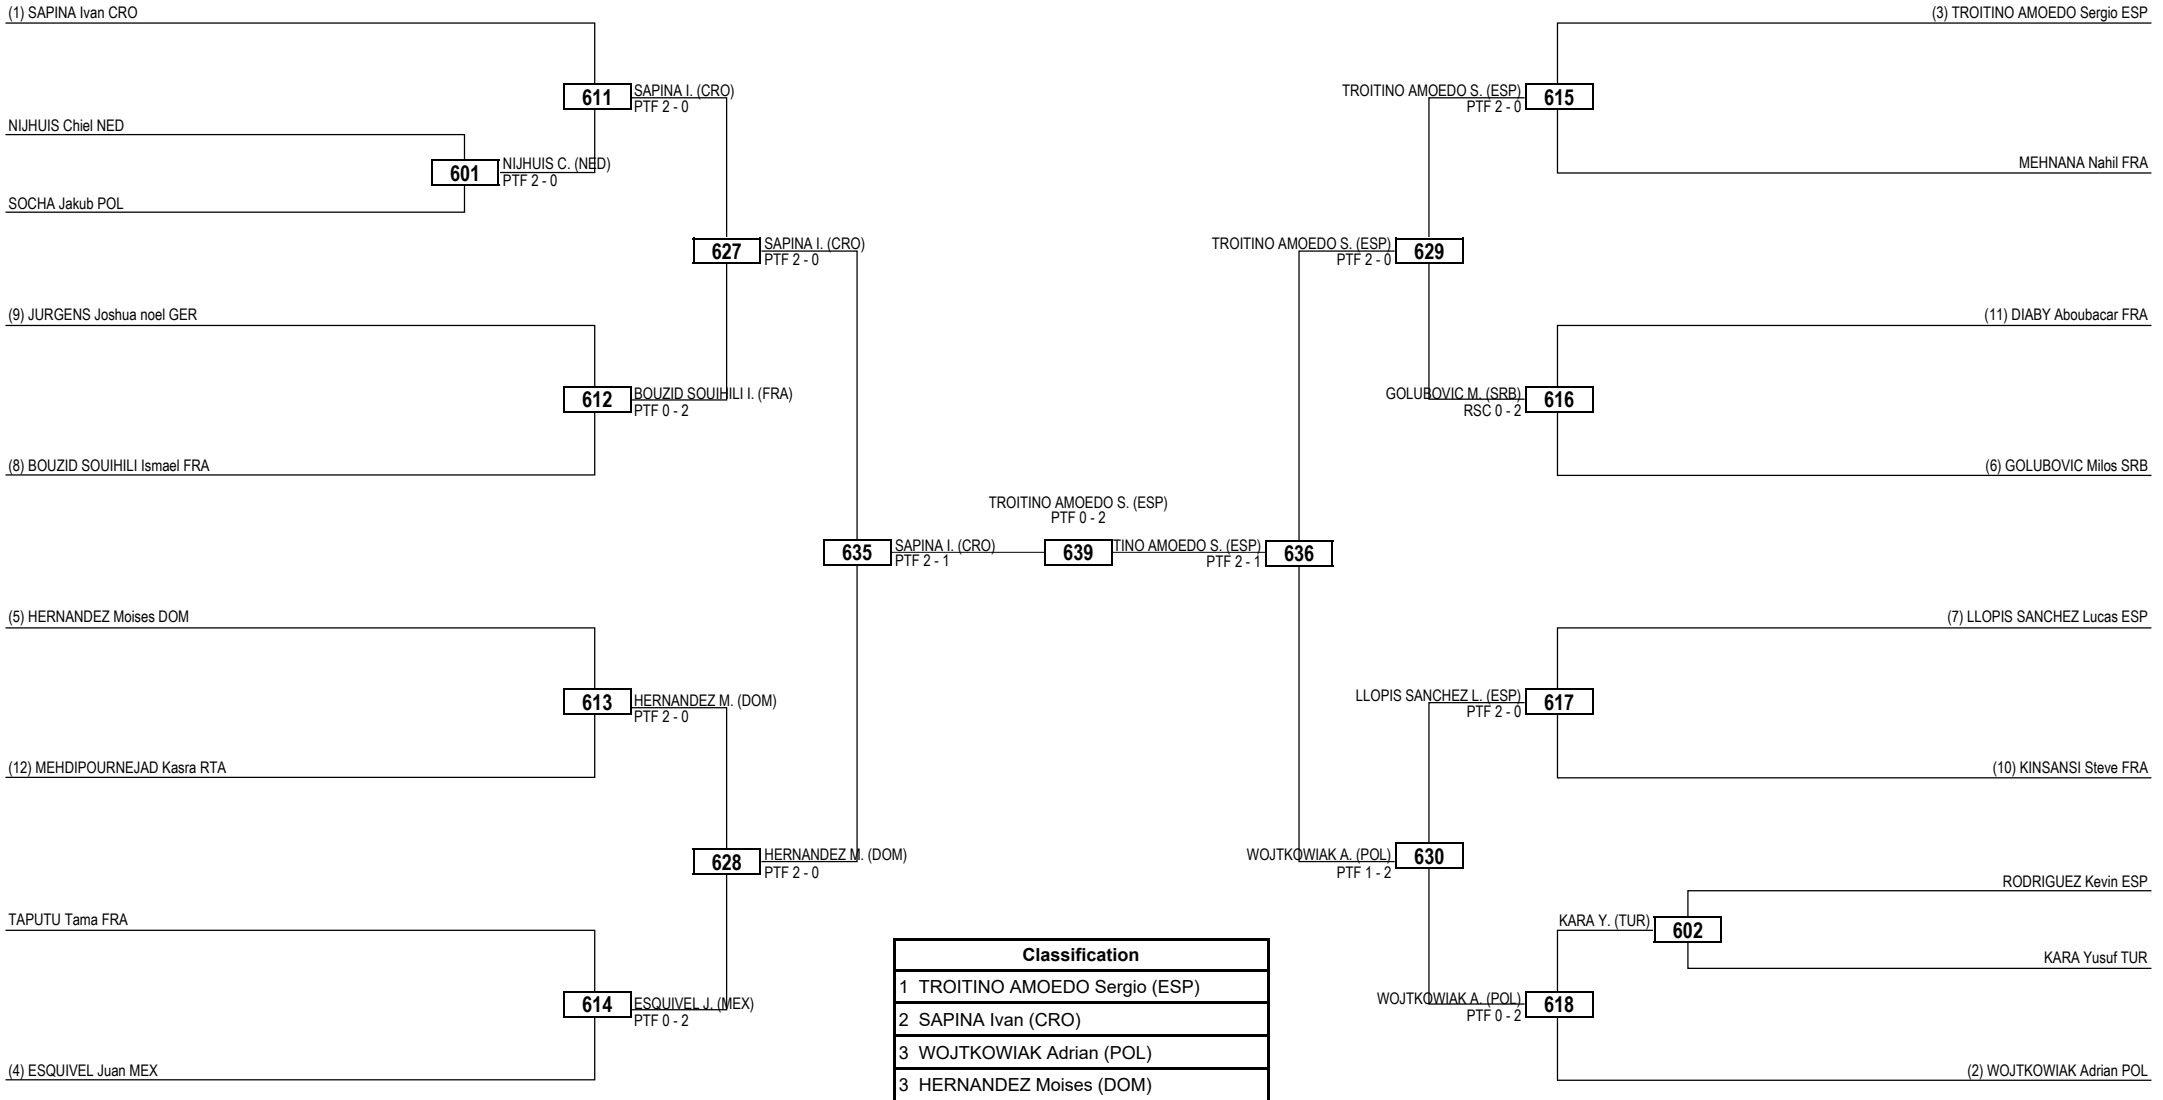 (1) SAPINA Ivan CRO
611
SAPINA I. (CRO)
PTF 2 - 0
NIJHUIS Chiel NED
601
NIJHUIS C. (NED)
PTF 2 - 0
SOCHA Jakub POL
627
SAPINA I. (CRO)
PTF 2 - 0
(9) JURGENS Joshua noel GER
612
BOUZID SOUIHILI I. (FRA)
PTF 0 - 2
(8) BOUZID SOUIHILI Ismael FRA
635
SAPINA I. (CRO)
PTF 2 - 1
(5) HERNANDEZ Moises DOM
613
HERNANDEZ M. (DOM)
PTF 2 - 0
(12) MEHDIPOURNEJAD Kasra RTA
628
HERNANDEZ M. (DOM)
PTF 2 - 0
TAPUTU Tama FRA
614
ESQUIVEL J. (MEX)
PTF 0 - 2
(4) ESQUIVEL Juan MEX
TROITINO AMOEDO S. (ESP)
PTF 0 - 2
639
(3) TROITINO AMOEDO Sergio ESP
TROITINO AMOEDO S. (ESP)
PTF 2 - 0
615
MEHNANA Nahil FRA
TROITINO AMOEDO S. (ESP)
PTF 2 - 0
629
(11) DIABY Aboubacar FRA
GOLUBOVIC M. (SRB)
RSC 0 - 2
616
(6) GOLUBOVIC Milos SRB
TINO AMOEDO S. (ESP)
PTF 2 - 1
636
(7) LLOPIS SANCHEZ Lucas ESP
LLOPIS SANCHEZ L. (ESP)
PTF 2 - 0
617
(10) KINSANSI Steve FRA
WOJTKOWIAK A. (POL)
PTF 1 - 2
630
RODRIGUEZ Kevin ESP
KARA Y. (TUR)
602
KARA Yusuf TUR
WOJTKOWIAK A. (POL)
PTF 0 - 2
618
(2) WOJTKOWIAK Adrian POL
Classification
1 TROITINO AMOEDO Sergio (ESP)
2 SAPINA Ivan (CRO)
3 WOJTKOWIAK Adrian (POL)
3 HERNANDEZ Moises (DOM)